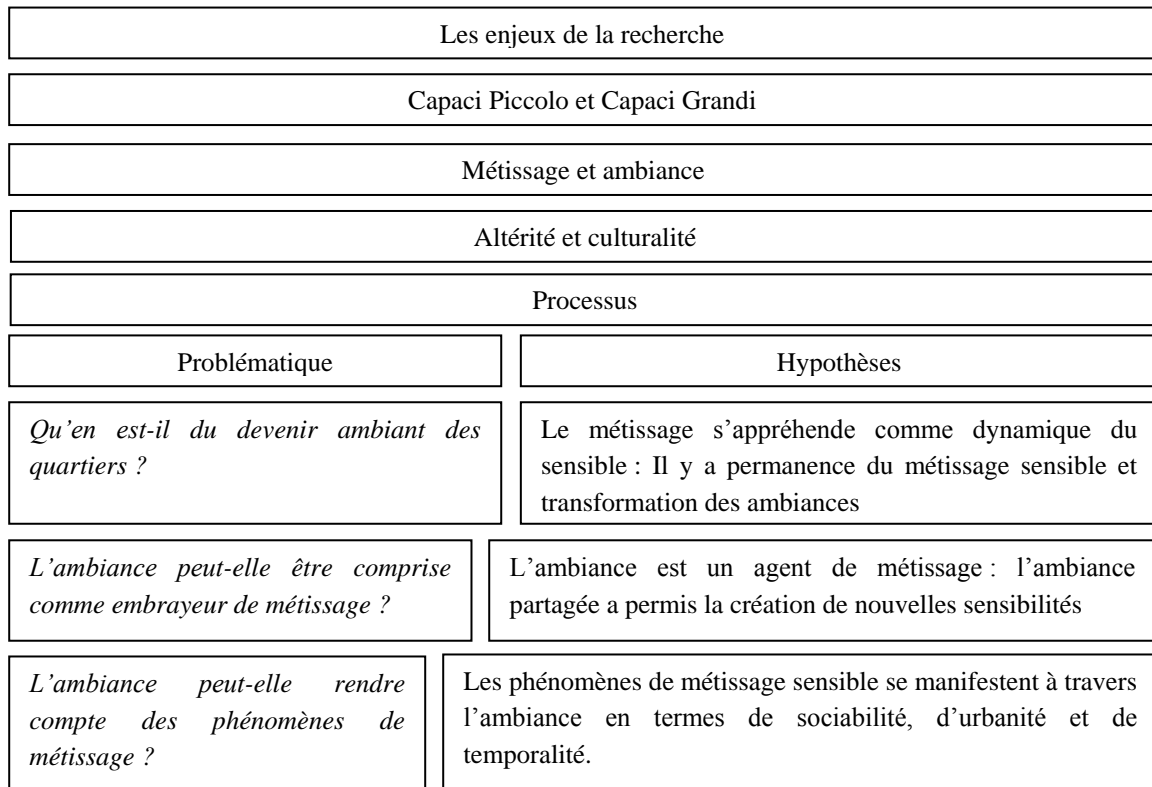 Les enjeux de la recherche
Capaci Piccolo et Capaci Grandi
Métissage et ambiance
Altérité et culturalité
Processus
Problématique
Hypothèses
Qu’en est-il du devenir ambiant des
quartiers ?
Le métissage s’appréhende comme dynamique du
sensible : Il y a permanence du métissage sensible et
transformation des ambiances
L’ambiance peut-elle être comprise
comme embrayeur de métissage ?
L’ambiance est un agent de métissage : l’ambiance
partagée a permis la création de nouvelles sensibilités
L’ambiance peut-elle rendre
compte des phénomènes de
métissage ?
Les phénomènes de métissage sensible se manifestent à travers
l’ambiance en termes de sociabilité, d’urbanité et de
temporalité.